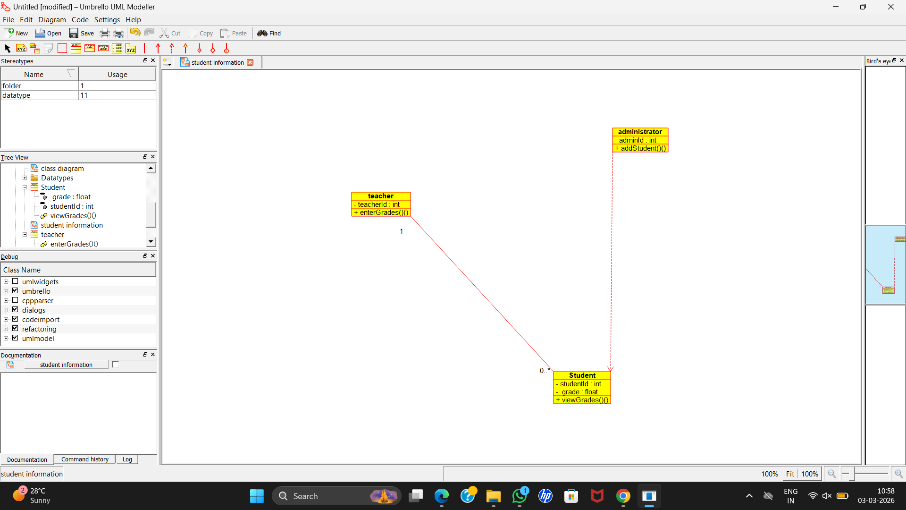 Untitled [modified] – Umbrello UML Modeller
File Edit Diagram Code Settings Help
New Open Save Cut Copy Paste Find
Stereotypes
Name Usage
folder 1
datatype 11
Tree View
class diagram
Datatypes
Student
grade : float
studentId : int
viewGrades()()
student information
teacher
enterGrades()()
Debug
Class Name
umlwidgets
umbrello
cppparser
dialogs
codeimport
refactoring
umlmodel
Documentation
student information
Documentation Command history Log
student information
student information
Bird's eye
administrator
adminId : int
+ addStudent()()
teacher
- teacherId : int
+ enterGrades()()
1
0..*
Student
- studentId : int
- grade : float
+ viewGrades()()
100% Fit 100%
28°C
Sunny
Search
ENG
IN
10:58
03-03-2026